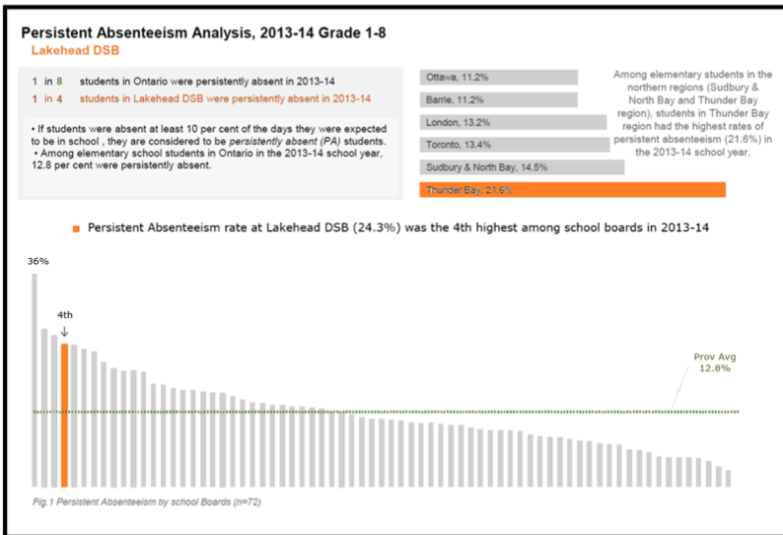 Persistent Absenteeism Analysis, 2013-14 Grade 1-8
Lakehead DSB
1 in 8 students in Ontario were persistently absent in 2013-14
1 in 4 students in Lakehead DSB were persistently absent in 2013-14
• If students were absent at least 10 per cent of the days they were expected
to be in school , they are considered to be persistently absent (PA) students.
• Among elementary school students in Ontario in the 2013-14 school year,
12.8 per cent were persistently absent.
Ottawa, 11.2%
Barrie, 11.2%
London, 13.2%
Toronto, 13.4%
Sudbury & North Bay, 14.5%
Thunder Bay, 21.6%
Among elementary students in the
northern regions (Sudbury &
North Bay and Thunder Bay
region), students in Thunder Bay
region had the highest rates of
persistent absenteeism (21.6%) in
the 2013-14 school year.
Persistent Absenteeism rate at Lakehead DSB (24.3%) was the 4th highest among school boards in 2013-14
36%
4th
Prov Avg
12.8%
Fig.1 Persistent Absenteeism by school Boards (n=72)